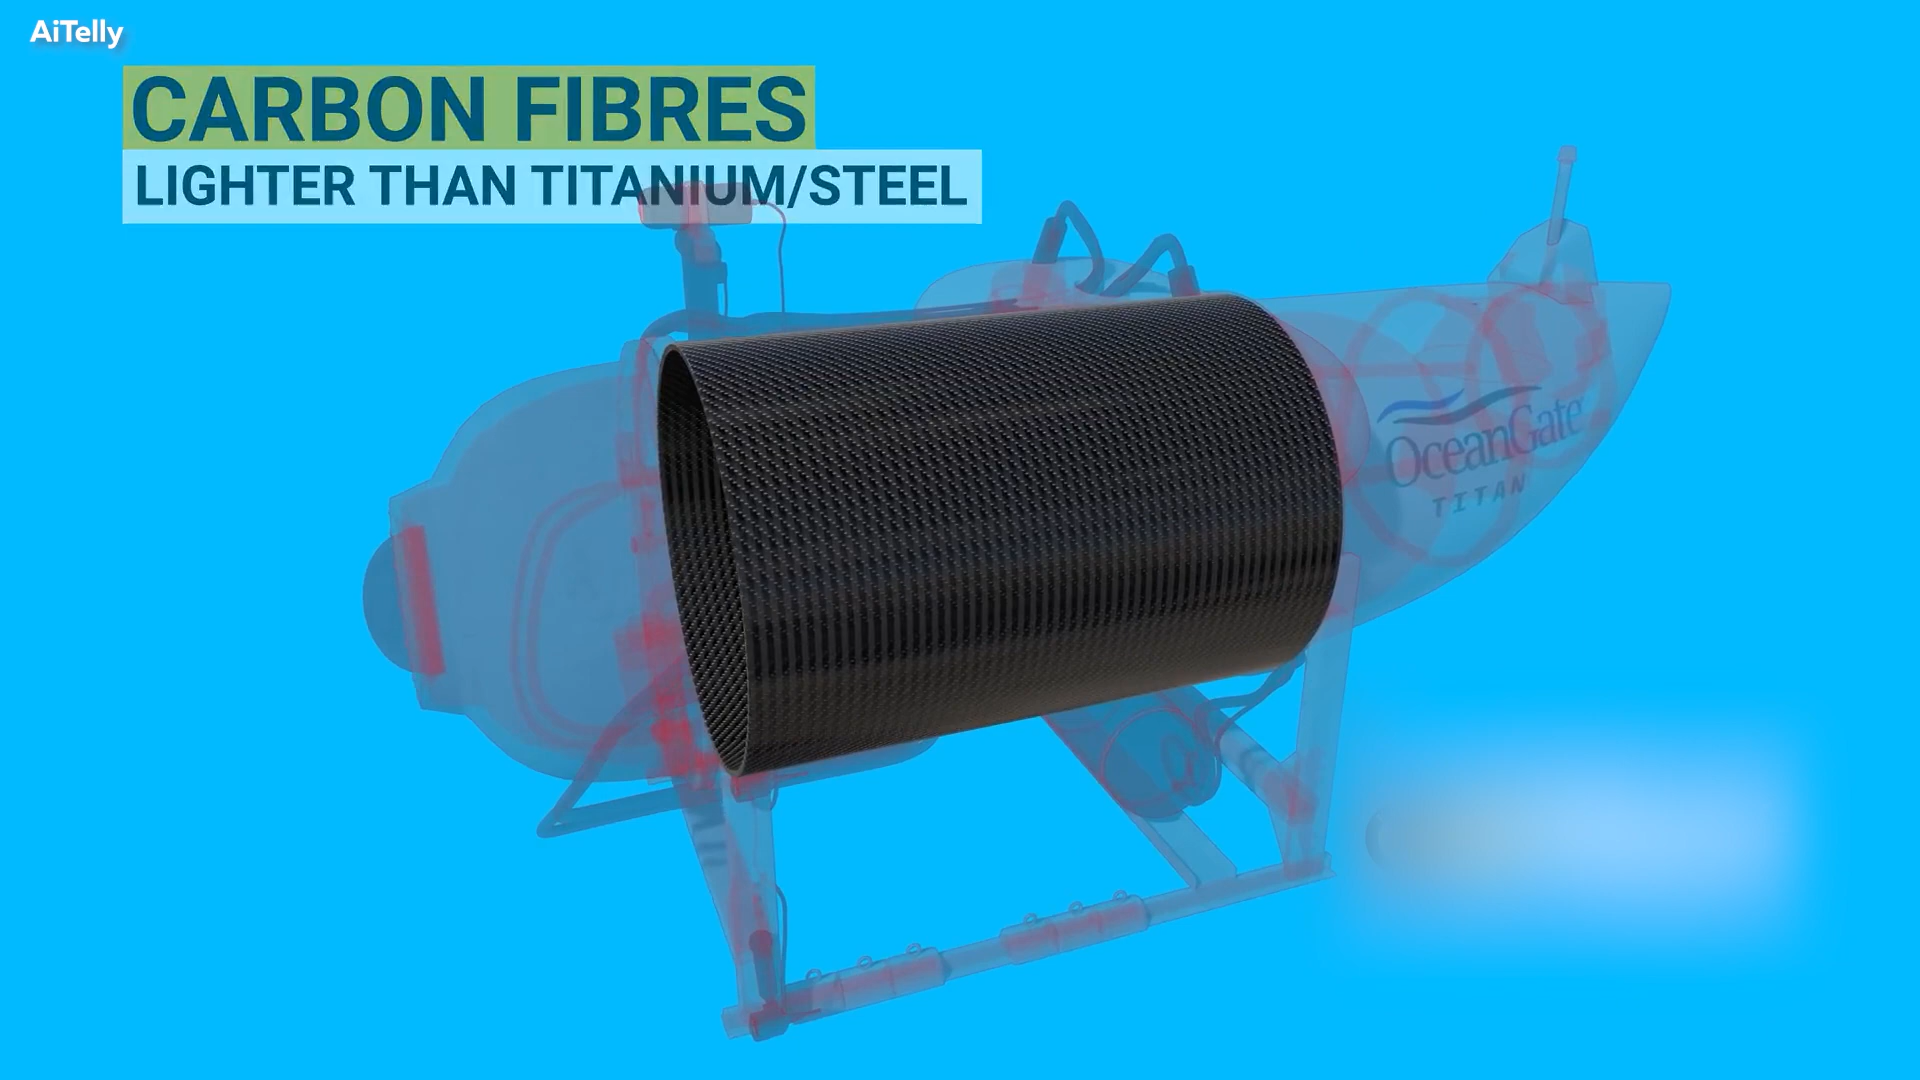 AiTelly
CARBON FIBRES
LIGHTER THAN TITANIUM/STEEL
OceanGate
TITAN